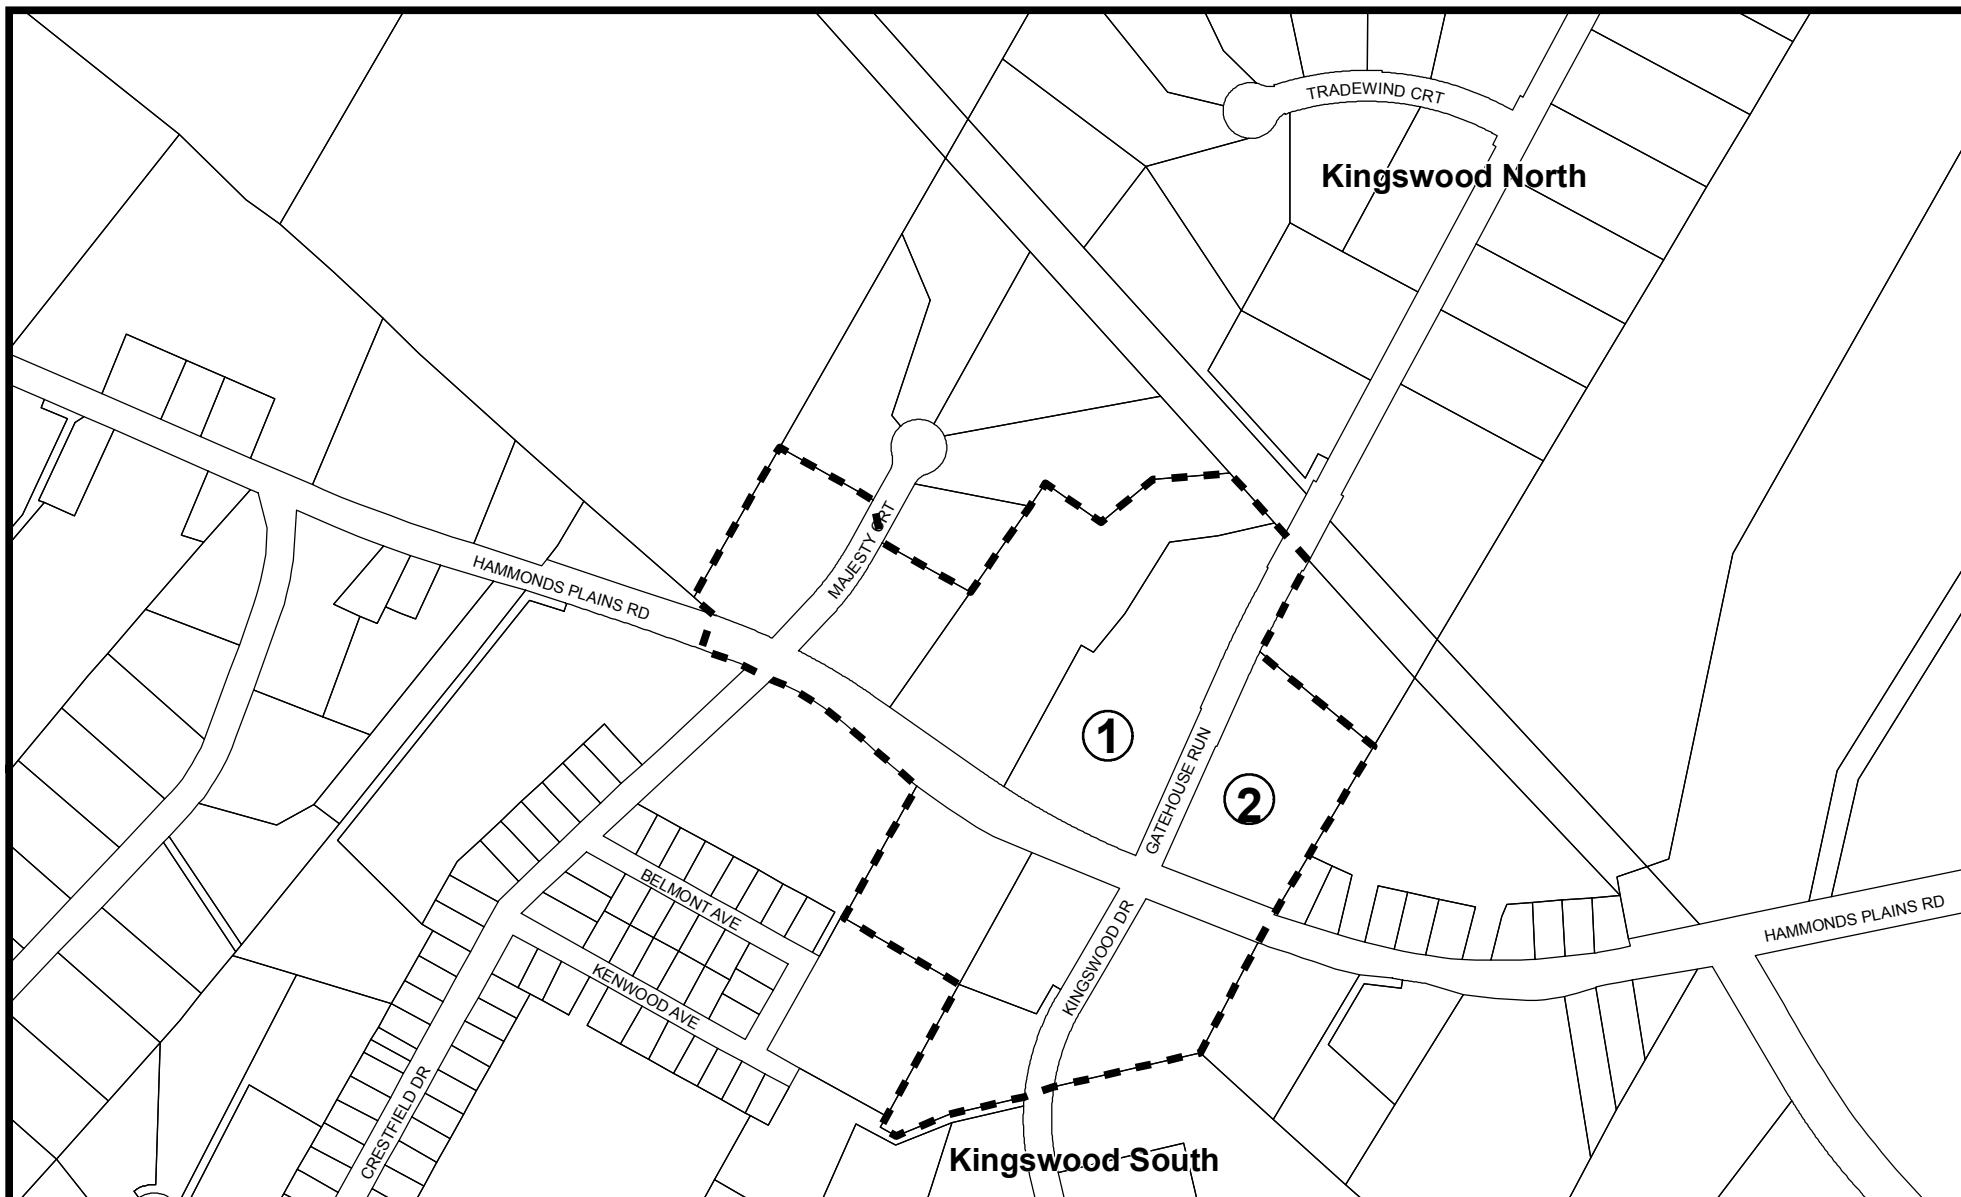 TRADEWIND CRT
Kingswood North
MAJESTY CRT
HAMMONDS PLAINS RD
1
GATEHOUSE RUN
2
BELMONT AVE
KINGSWOOD DR
HAMMONDS PLAINS RD
KENWOOD AVE
CRESTFIELD DR
Kingswood South